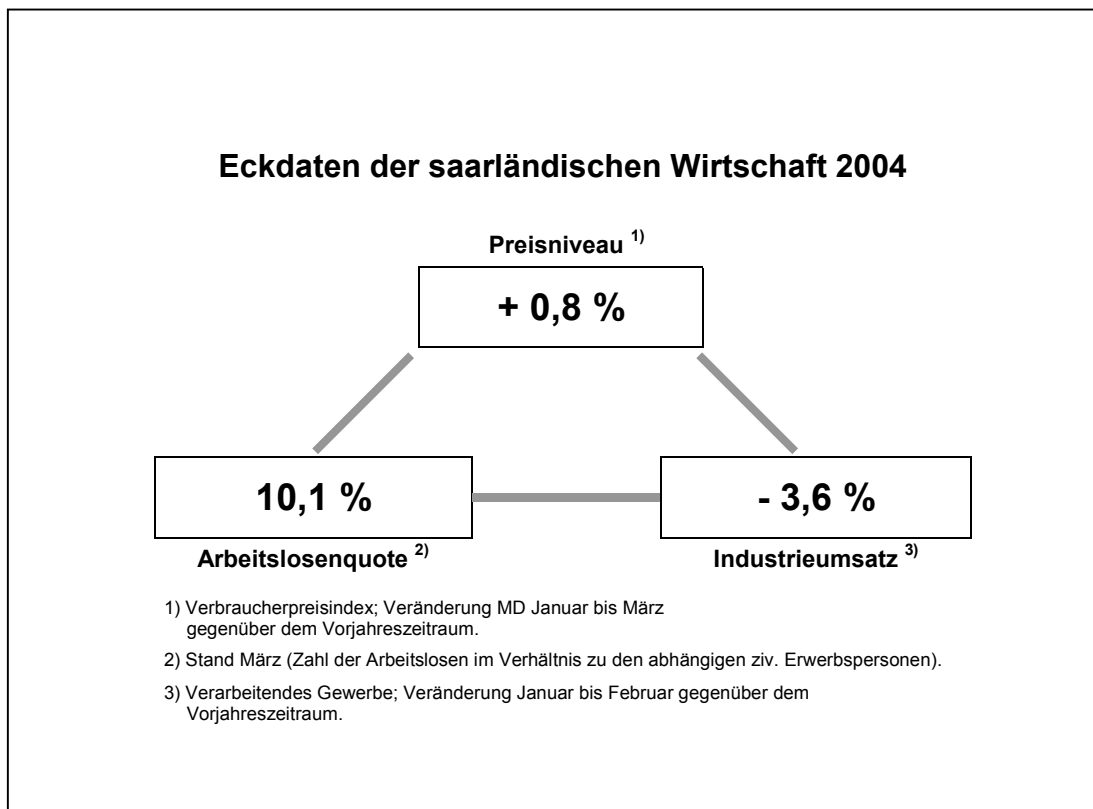 Eckdaten der saarländischen Wirtschaft 2004
Preisniveau 1)
+ 0,8 %
10,1 %
- 3,6 %
Arbeitslosenquote 2)
Industrieumsatz 3)
1) Verbraucherpreisindex; Veränderung MD Januar bis März
gegenüber dem Vorjahreszeitraum.
2) Stand März (Zahl der Arbeitslosen im Verhältnis zu den abhängigen ziv. Erwerbspersonen).
3) Verarbeitendes Gewerbe; Veränderung Januar bis Februar gegenüber dem
Vorjahreszeitraum.